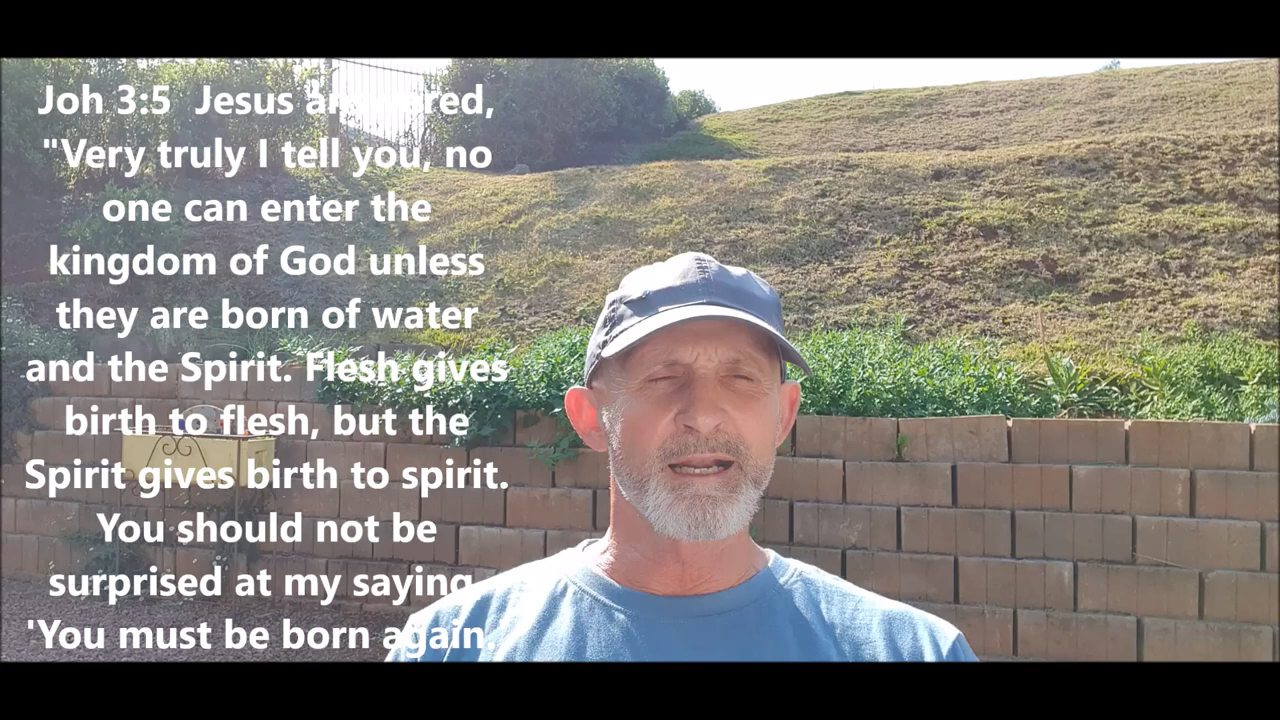 Joh 3:5 Jesus answered,
"Very truly I tell you, no
one can enter the
kingdom of God unless
they are born of water
and the Spirit. Flesh gives
birth to flesh, but the
Spirit gives birth to spirit.
You should not be
surprised at my saying
'You must be born again.